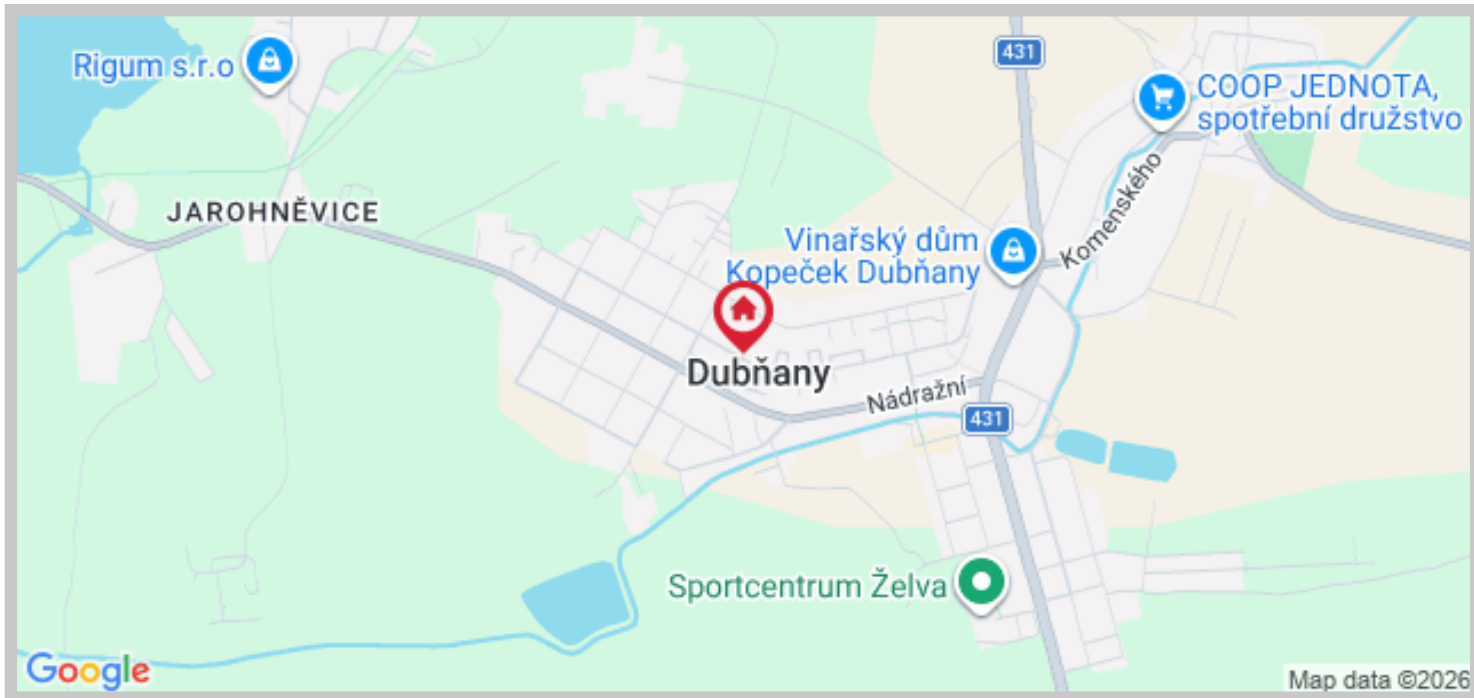 431
Rigum s.r.o
COOP JEDNOTA,
spotřební družstvo
Komenského
JAROHNĚVICE
Vinařský dům
Kopeček Dubňany
Dubňany
Nádražní
431
Sportcentrum Želva
Google
Map data ©2026